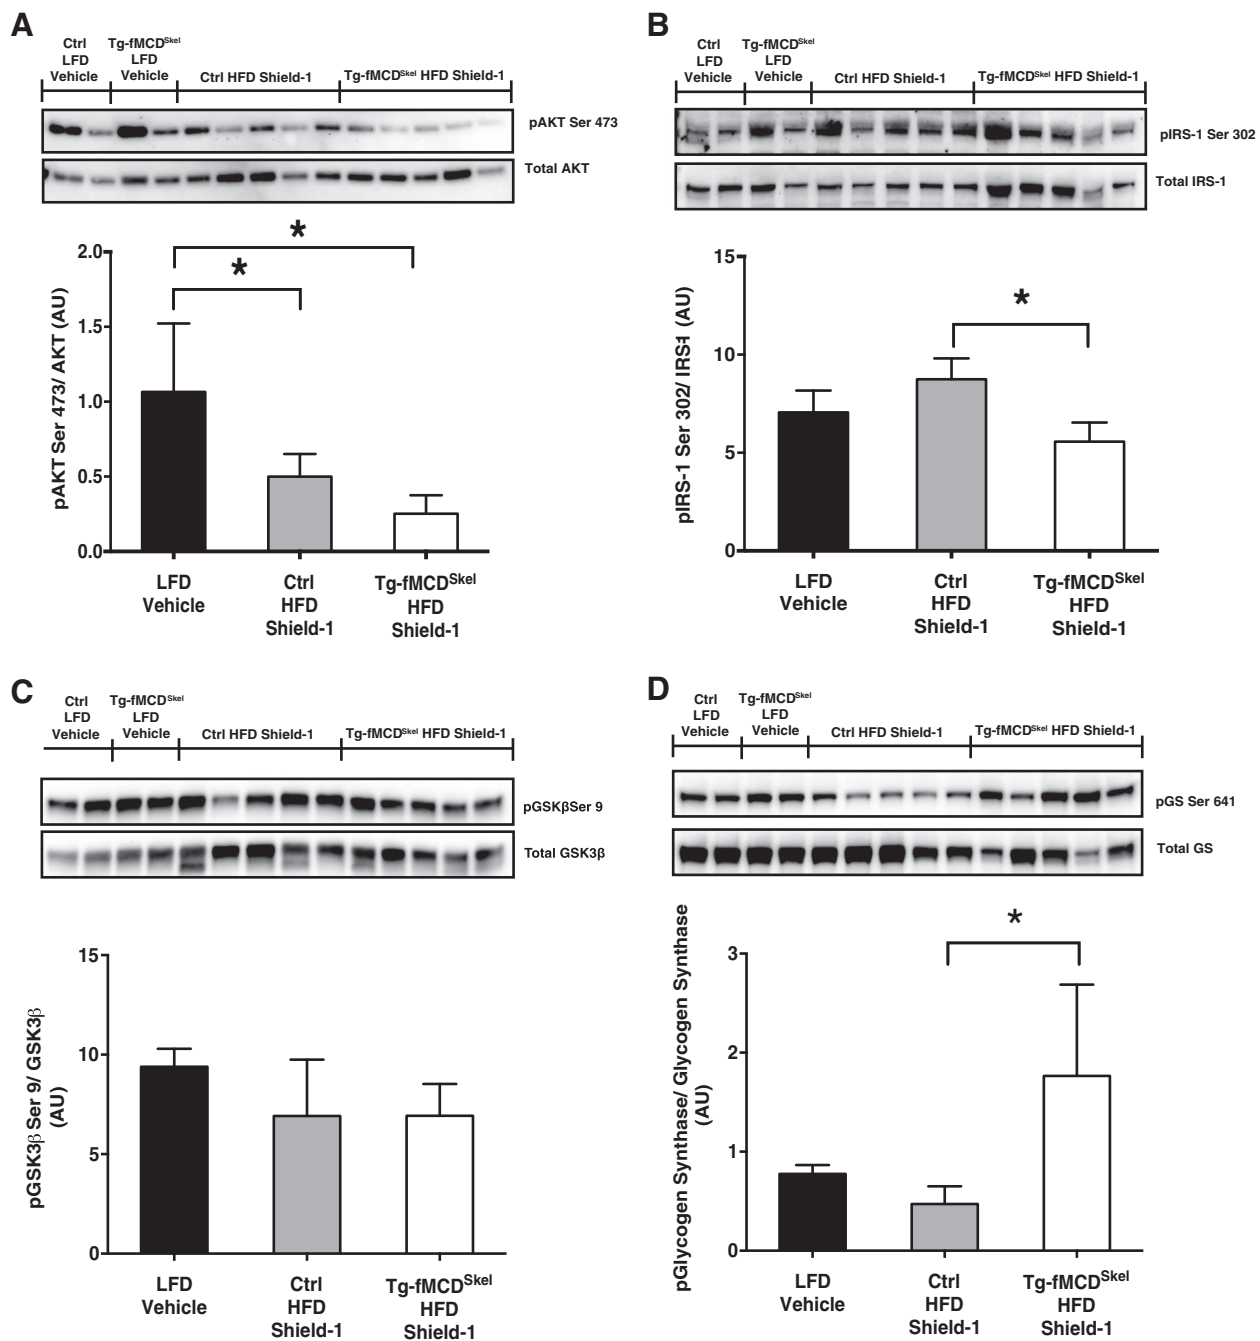 A
Ctrl
LFD
Vehicle
Tg-fMCDSkel
LFD
Vehicle
Ctrl HFD Shield-1
Tg-fMCDSkel HFD Shield-1
pAKT Ser 473
Total AKT
*
*
pAKT Ser 473/ AKT (AU)
2.0
1.5
1.0
0.5
0.0
LFD
Vehicle
Ctrl
HFD
Shield-1
Tg-fMCDSkel
HFD
Shield-1
B
Ctrl
LFD
Vehicle
Tg-fMCDSkel
LFD
Vehicle
Ctrl HFD Shield-1
Tg-fMCDSkel HFD Shield-1
pIRS-1 Ser 302
Total IRS-1
*
pIRS-1 Ser 302/ IRS-1 (AU)
15
10
5
0
LFD
Vehicle
Ctrl
HFD
Shield-1
Tg-fMCDSkel
HFD
Shield-1
C
Ctrl
LFD
Vehicle
Tg-fMCDSkel
LFD
Vehicle
Ctrl HFD Shield-1
Tg-fMCDSkel HFD Shield-1
pGSKβSer 9
Total GSK3β
pGSK3β Ser 9/ GSK3β
(AU)
15
10
5
0
LFD
Vehicle
Ctrl
HFD
Shield-1
Tg-fMCDSkel
HFD
Shield-1
D
Ctrl
LFD
Vehicle
Tg-fMCDSkel
LFD
Vehicle
Ctrl HFD Shield-1
Tg-fMCDSkel HFD Shield-1
pGS Ser 641
Total GS
*
pGlycogen Synthase/ Glycogen Synthase
(AU)
3
2
1
0
LFD
Vehicle
Ctrl
HFD
Shield-1
Tg-fMCDSkel
HFD
Shield-1